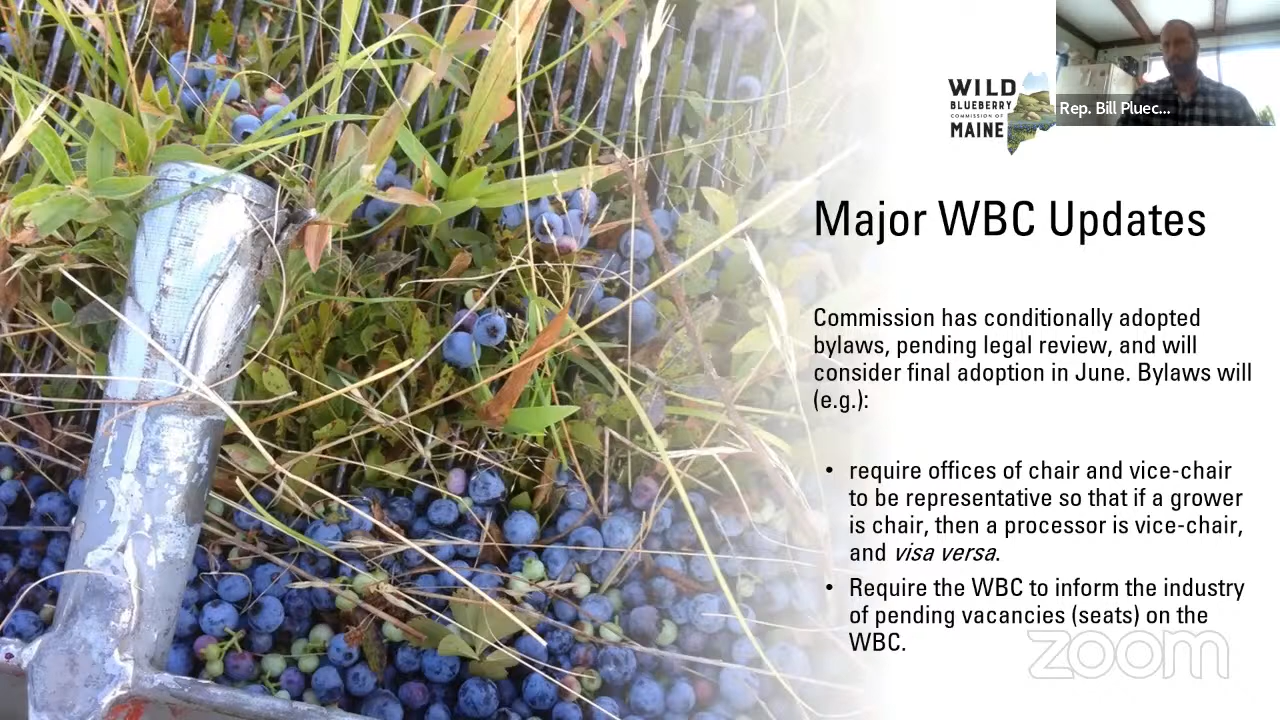 WILD
BLUEBERRY
COMMISSION OF
MAINE
Rep. Bill Pluec...
Major WBC Updates
Commission has conditionally adopted
bylaws, pending legal review, and will
consider final adoption in June. Bylaws will
(e.g.):
• require offices of chair and vice-chair
to be representative so that if a grower
is chair, then a processor is vice-chair,
and visa versa.
• Require the WBC to inform the industry
of pending vacancies (seats) on the
WBC.
zoom